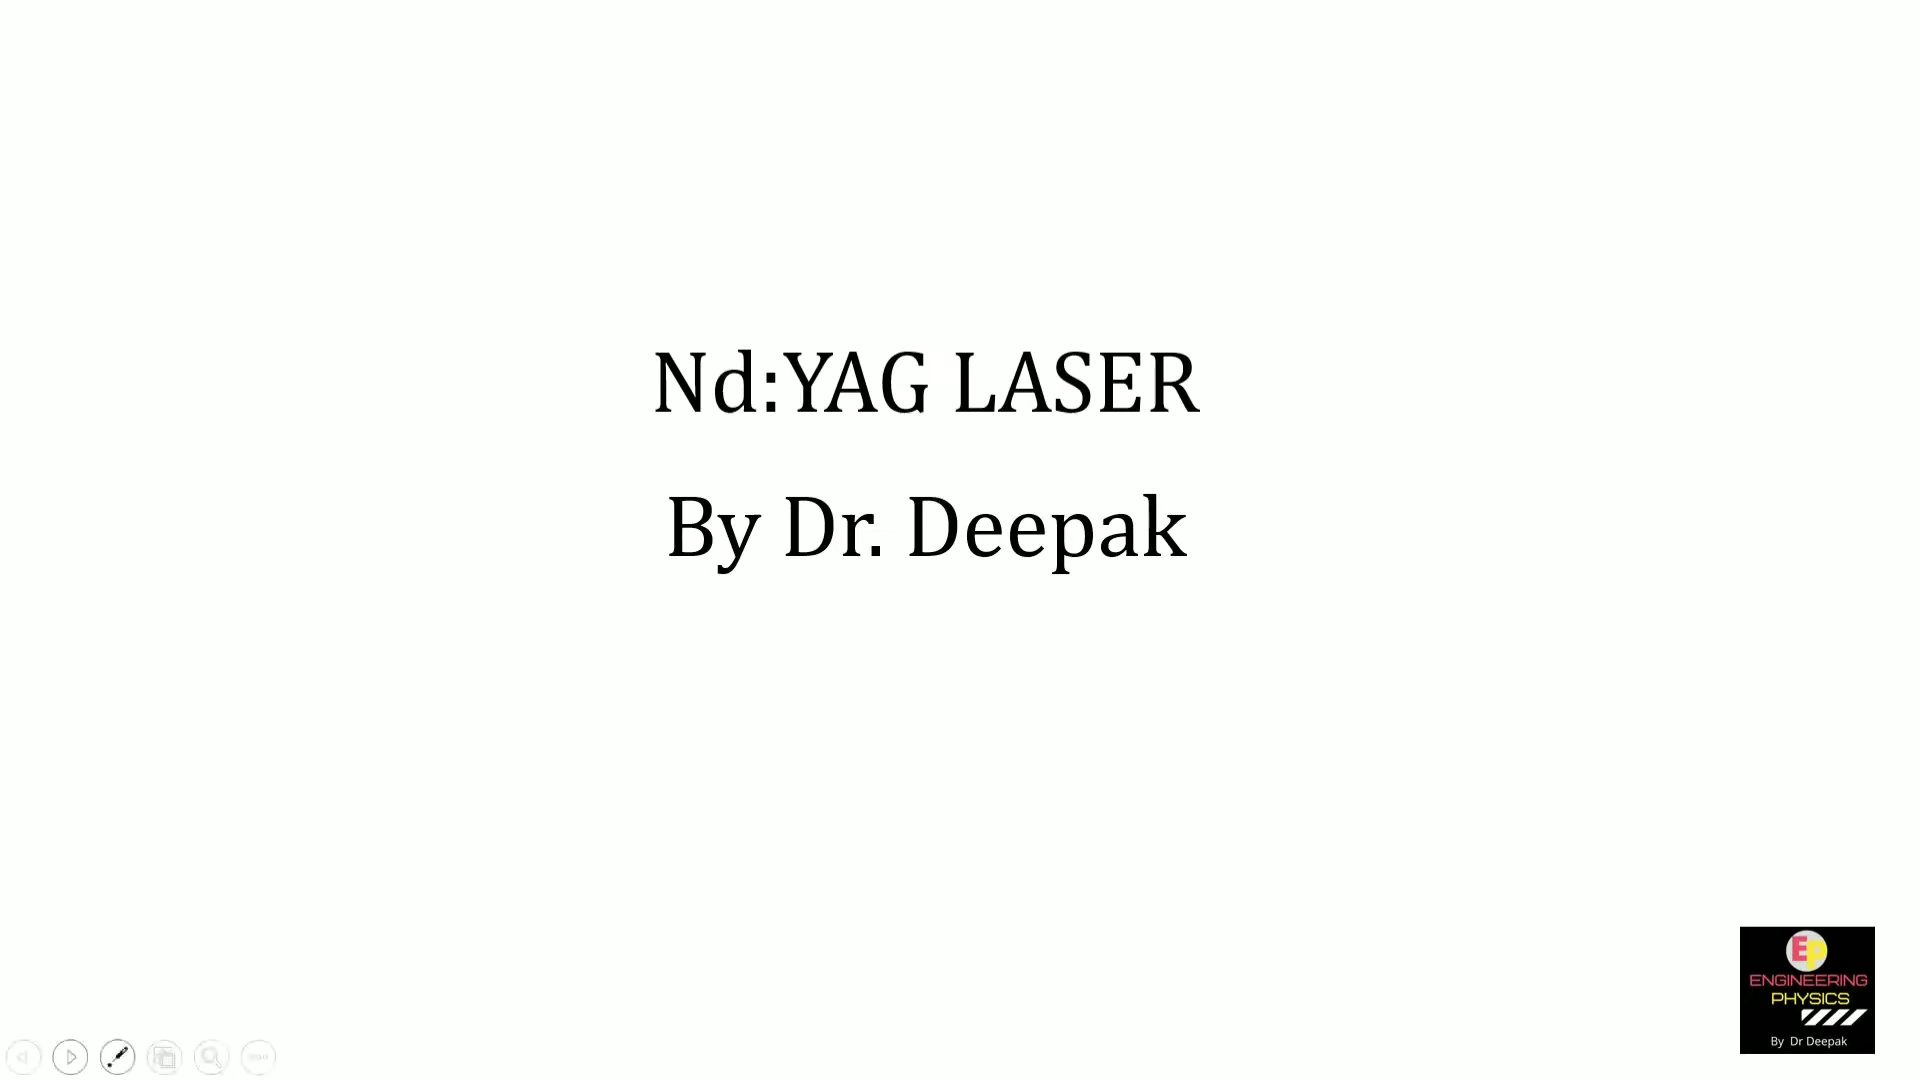 Nd:YAG LASER
By Dr. Deepak
EP
ENGINEERING
PHYSICS
By Dr Deepak